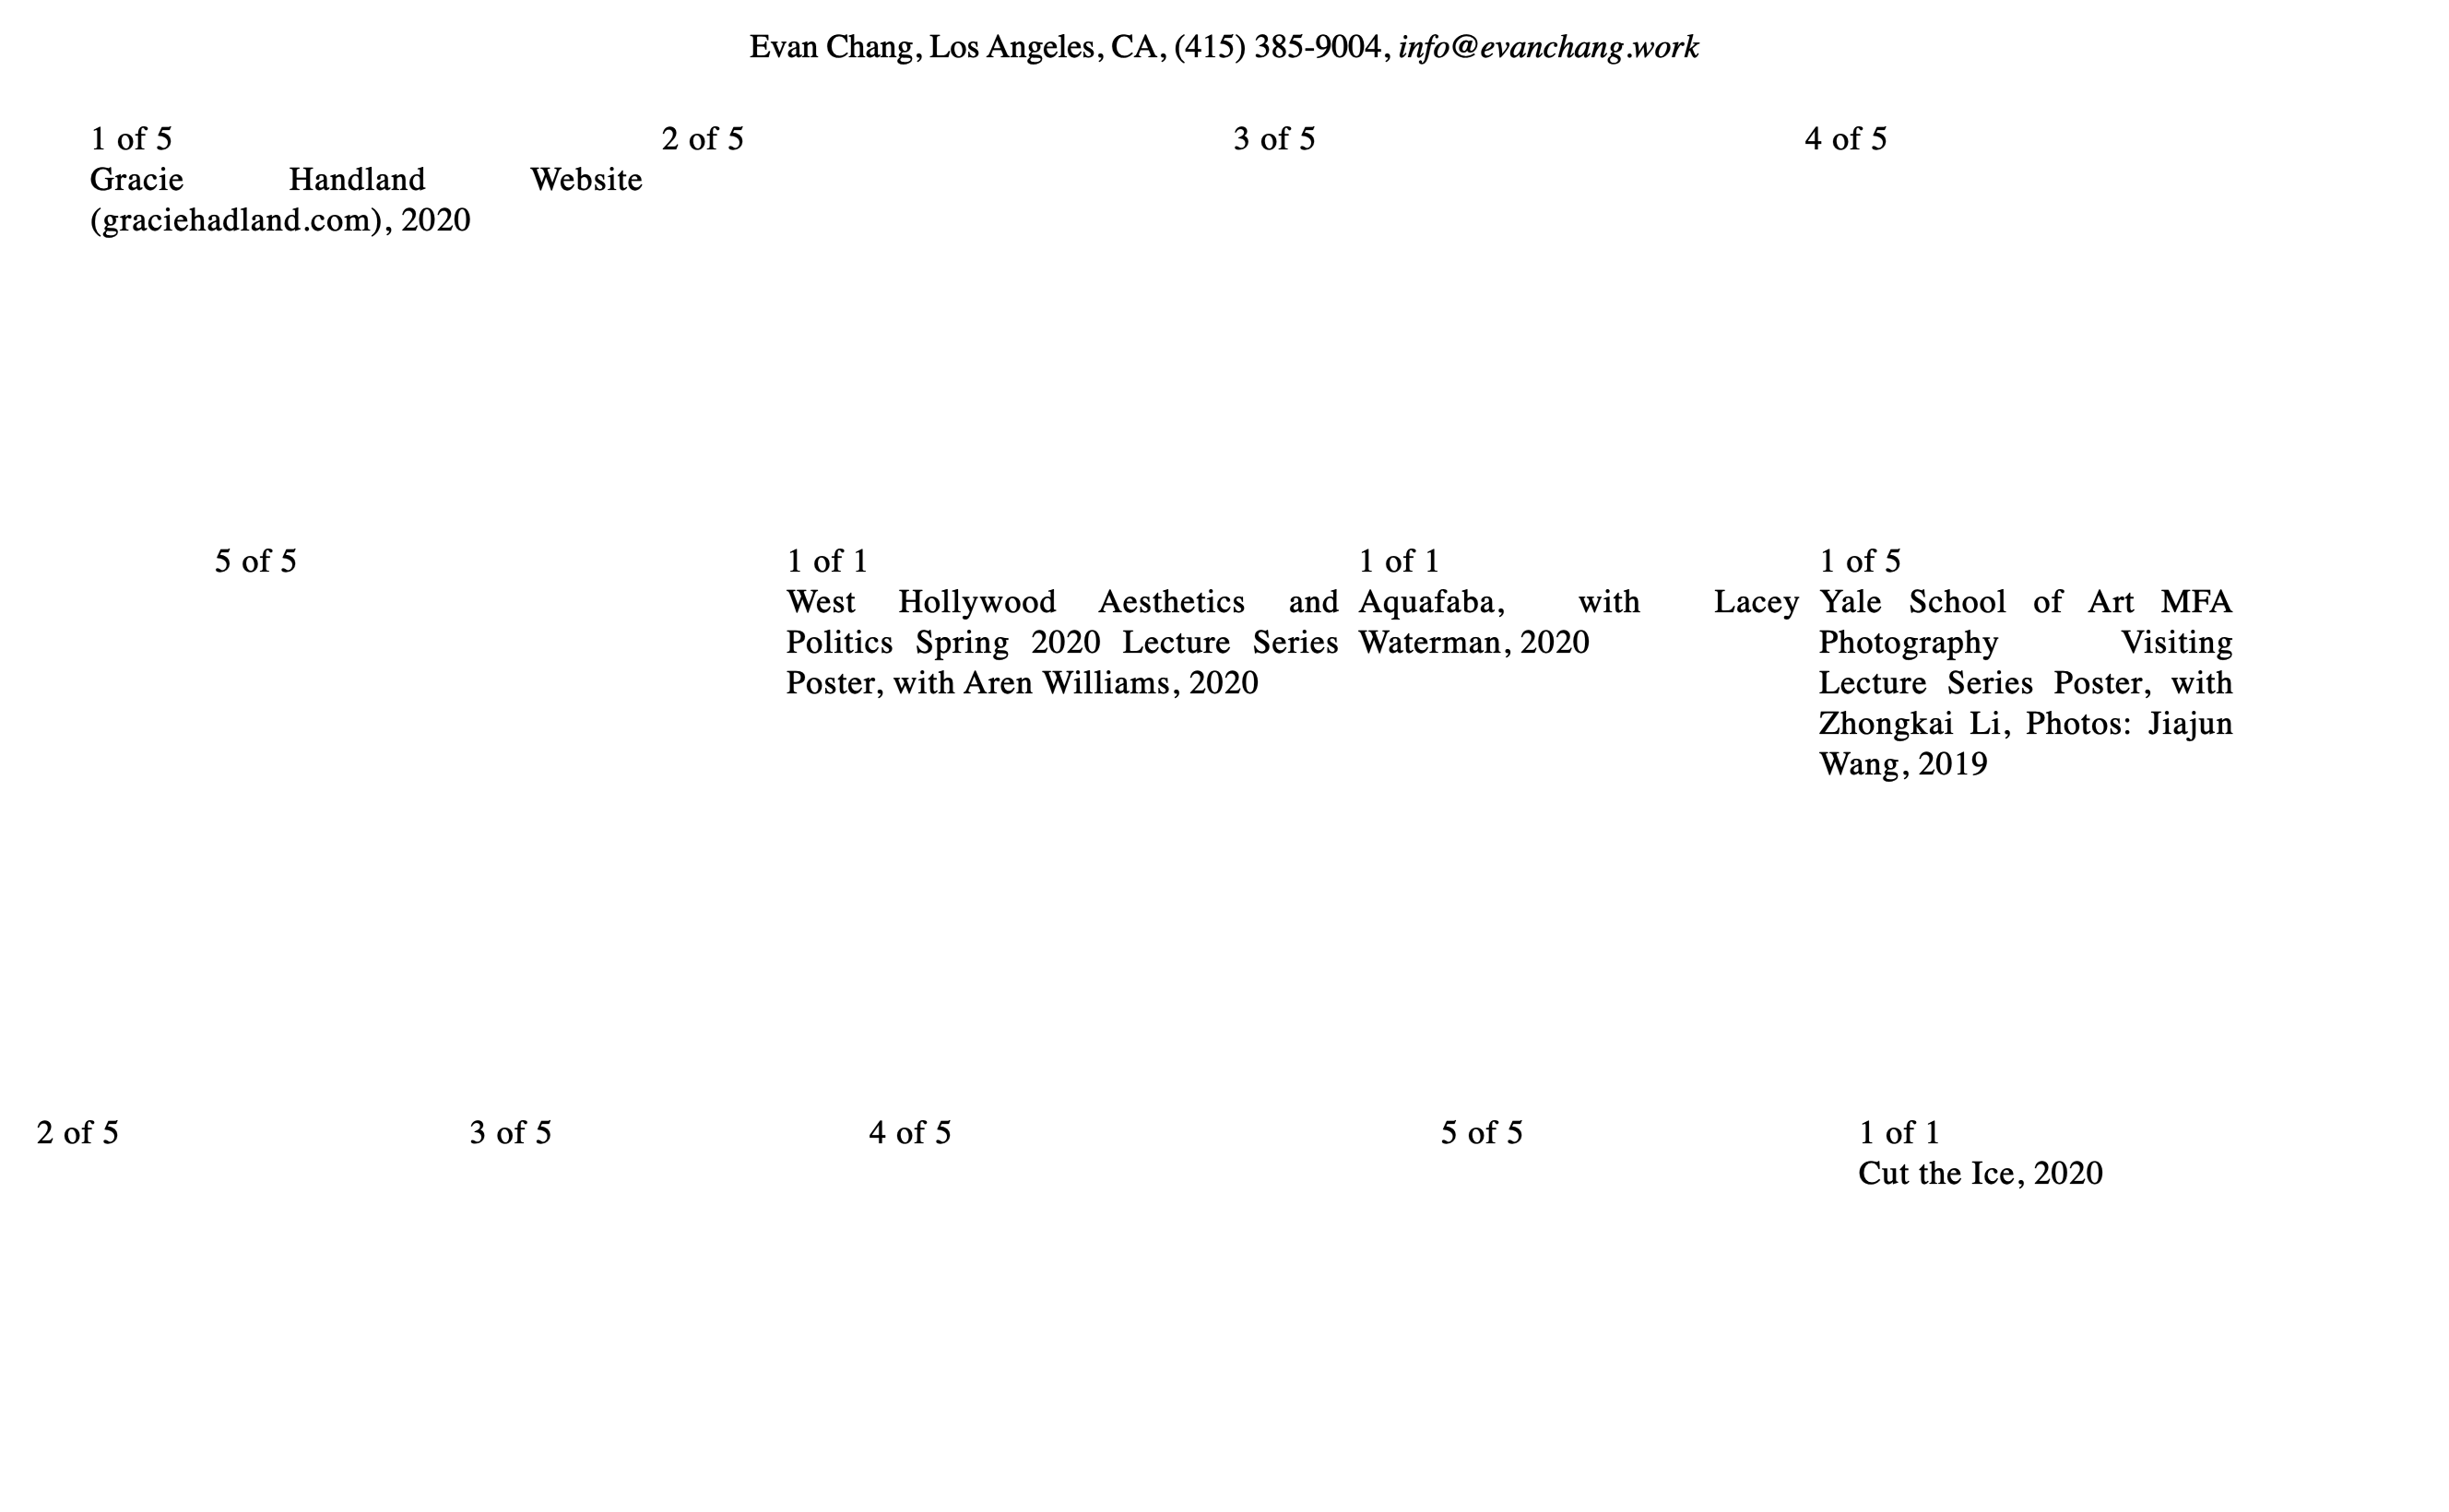 Evan Chang, Los Angeles, CA, (415) 385-9004, info@evanchang.work
1 of 5
Gracie Handland Website
(graciehadland.com), 2020
2 of 5
3 of 5
4 of 5
5 of 5
1 of 1
West Hollywood Aesthetics and
Politics Spring 2020 Lecture Series
Poster, with Aren Williams, 2020
1 of 1
Aquafaba, with Lacey
Waterman, 2020
1 of 5
Yale School of Art MFA
Photography Visiting
Lecture Series Poster, with
Zhongkai Li, Photos: Jiajun
Wang, 2019
2 of 5
3 of 5
4 of 5
5 of 5
1 of 1
Cut the Ice, 2020